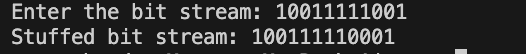 Enter the bit stream: 10011111001
Stuffed bit stream: 100111110001